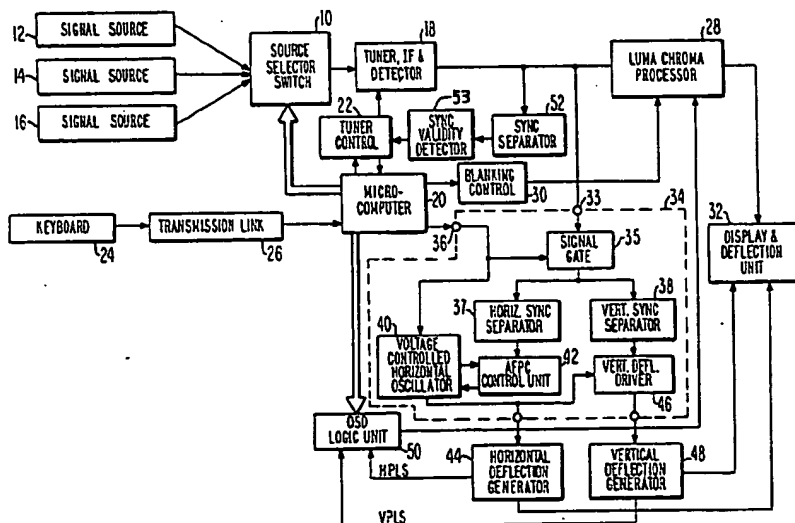 12
SIGNAL SOURCE
14
SIGNAL SOURCE
16
SIGNAL SOURCE
10
SOURCE
SELECTOR
SWITCH
18
TUNER, IF &
DETECTOR
28
LUMA CHROMA
PROCESSOR
22
TUNER
CONTROL
53
SYNC
VALIDITY
DETECTOR
52
SYNC
SEPARATOR
MICRO-
COMPUTER
20
BLANKING
CONTROL
30
33
34
32
DISPLAY &
DEFLECTION
UNIT
KEYBOARD
24
TRANSMISSION LINK
26
36
SIGNAL
GATE
35
37
HORIZ. SYNC
SEPARATOR
38
VERT. SYNC
SEPARATOR
40
VOLTAGE
CONTROLLED
HORIZONTAL
OSCILLATOR
42
AFPC
CONTROL UNIT
VERT. DEFL.
DRIVER
46
OSD
LOGIC UNIT
50
44
HORIZONTAL
DEFLECTION
GENERATOR
48
VERTICAL
DEFLECTION
GENERATOR
HPLS
VPLS